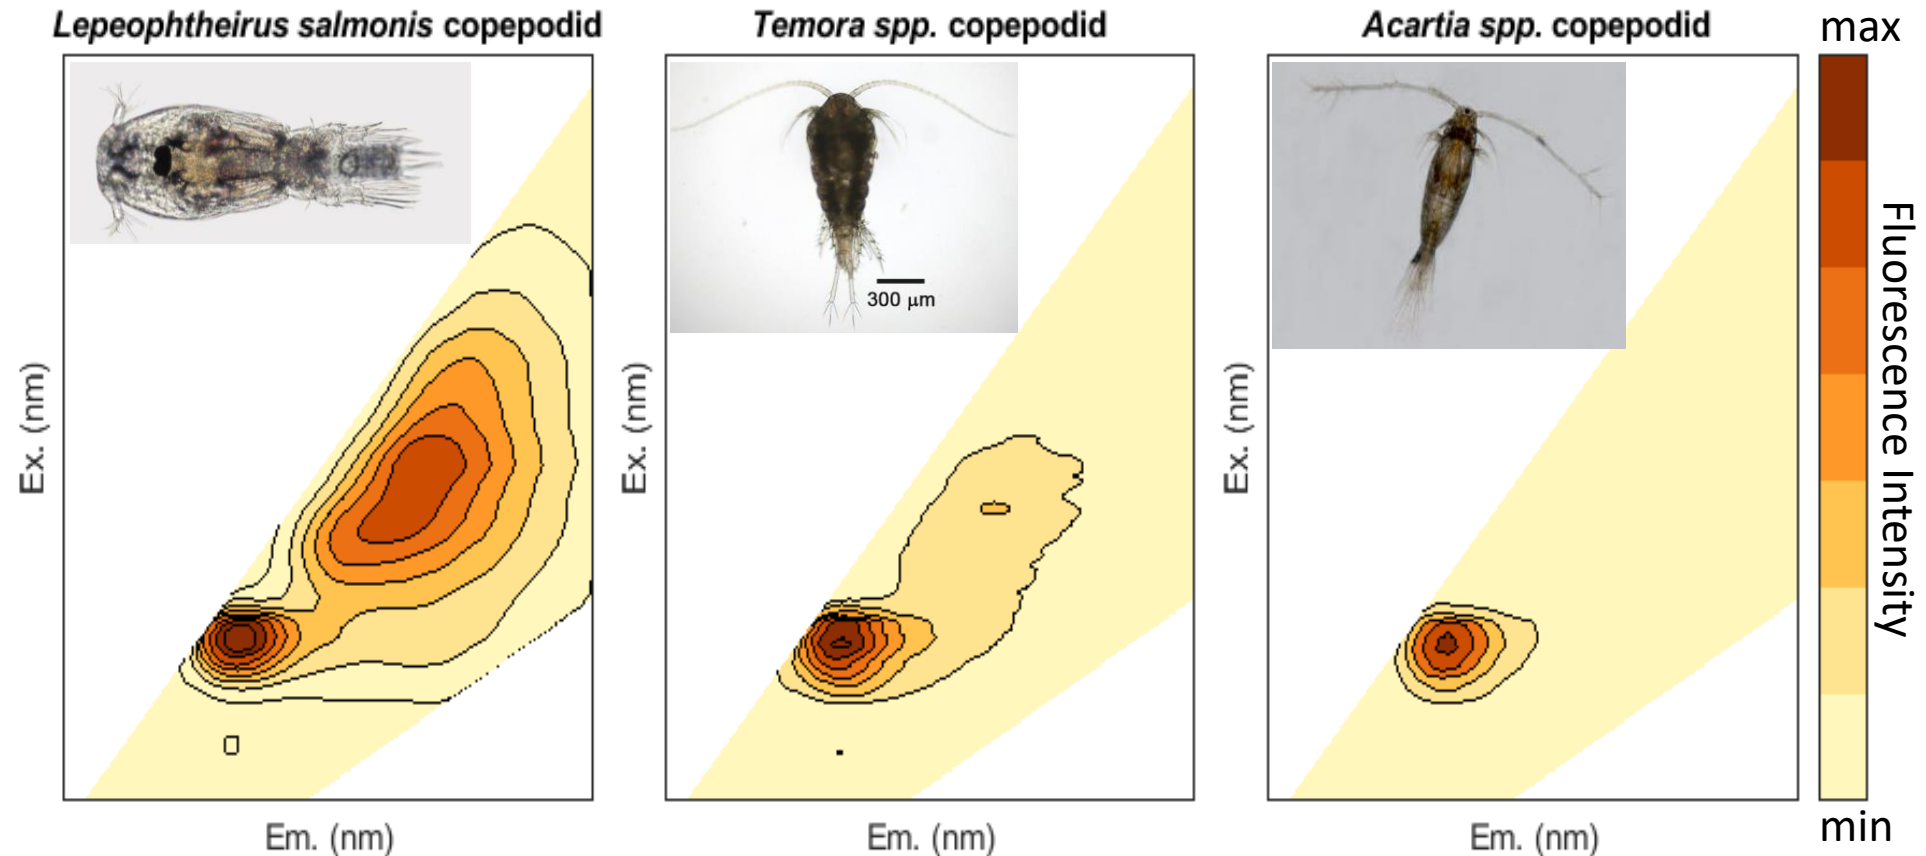 Lepeophtheirus salmonis copepodid
Temora spp. copepodid
Acartia spp. copepodid
max
300 μm
Ex. (nm)
Ex. (nm)
Ex. (nm)
Fluorescence Intensity
Em. (nm)
Em. (nm)
Em. (nm)
min